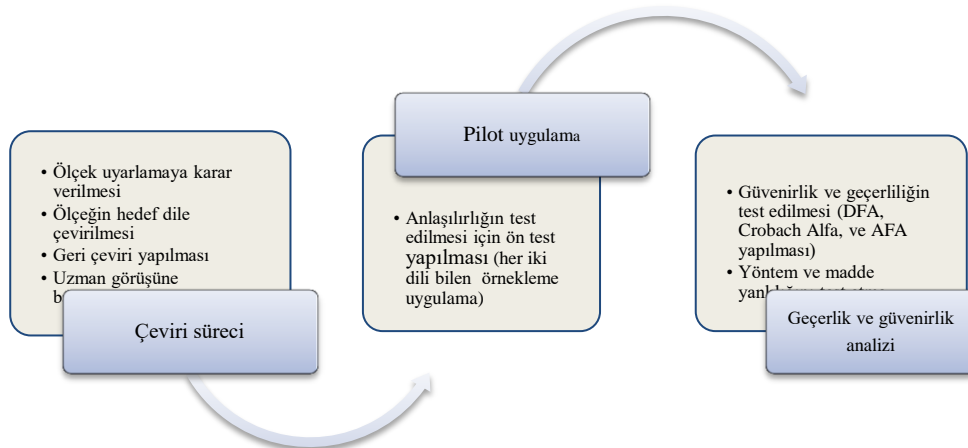 • Ölçek uyarlamaya karar
verilmesi
• Ölçeğin hedef dile
çevirilmesi
• Geri çeviri yapılması
• Uzman görüşüne
Çeviri süreci
Pilot uygulama
• Anlaşılırlığın test
edilmesi için ön test
yapılması (her iki
dili bilen örnekleme
uygulama)
• Güvenirlik ve geçerliliğin
test edilmesi (DFA,
Crobach Alfa, ve AFA
yapılması)
• Yöntem ve madde
Geçerlik ve güvenirlik
analizi